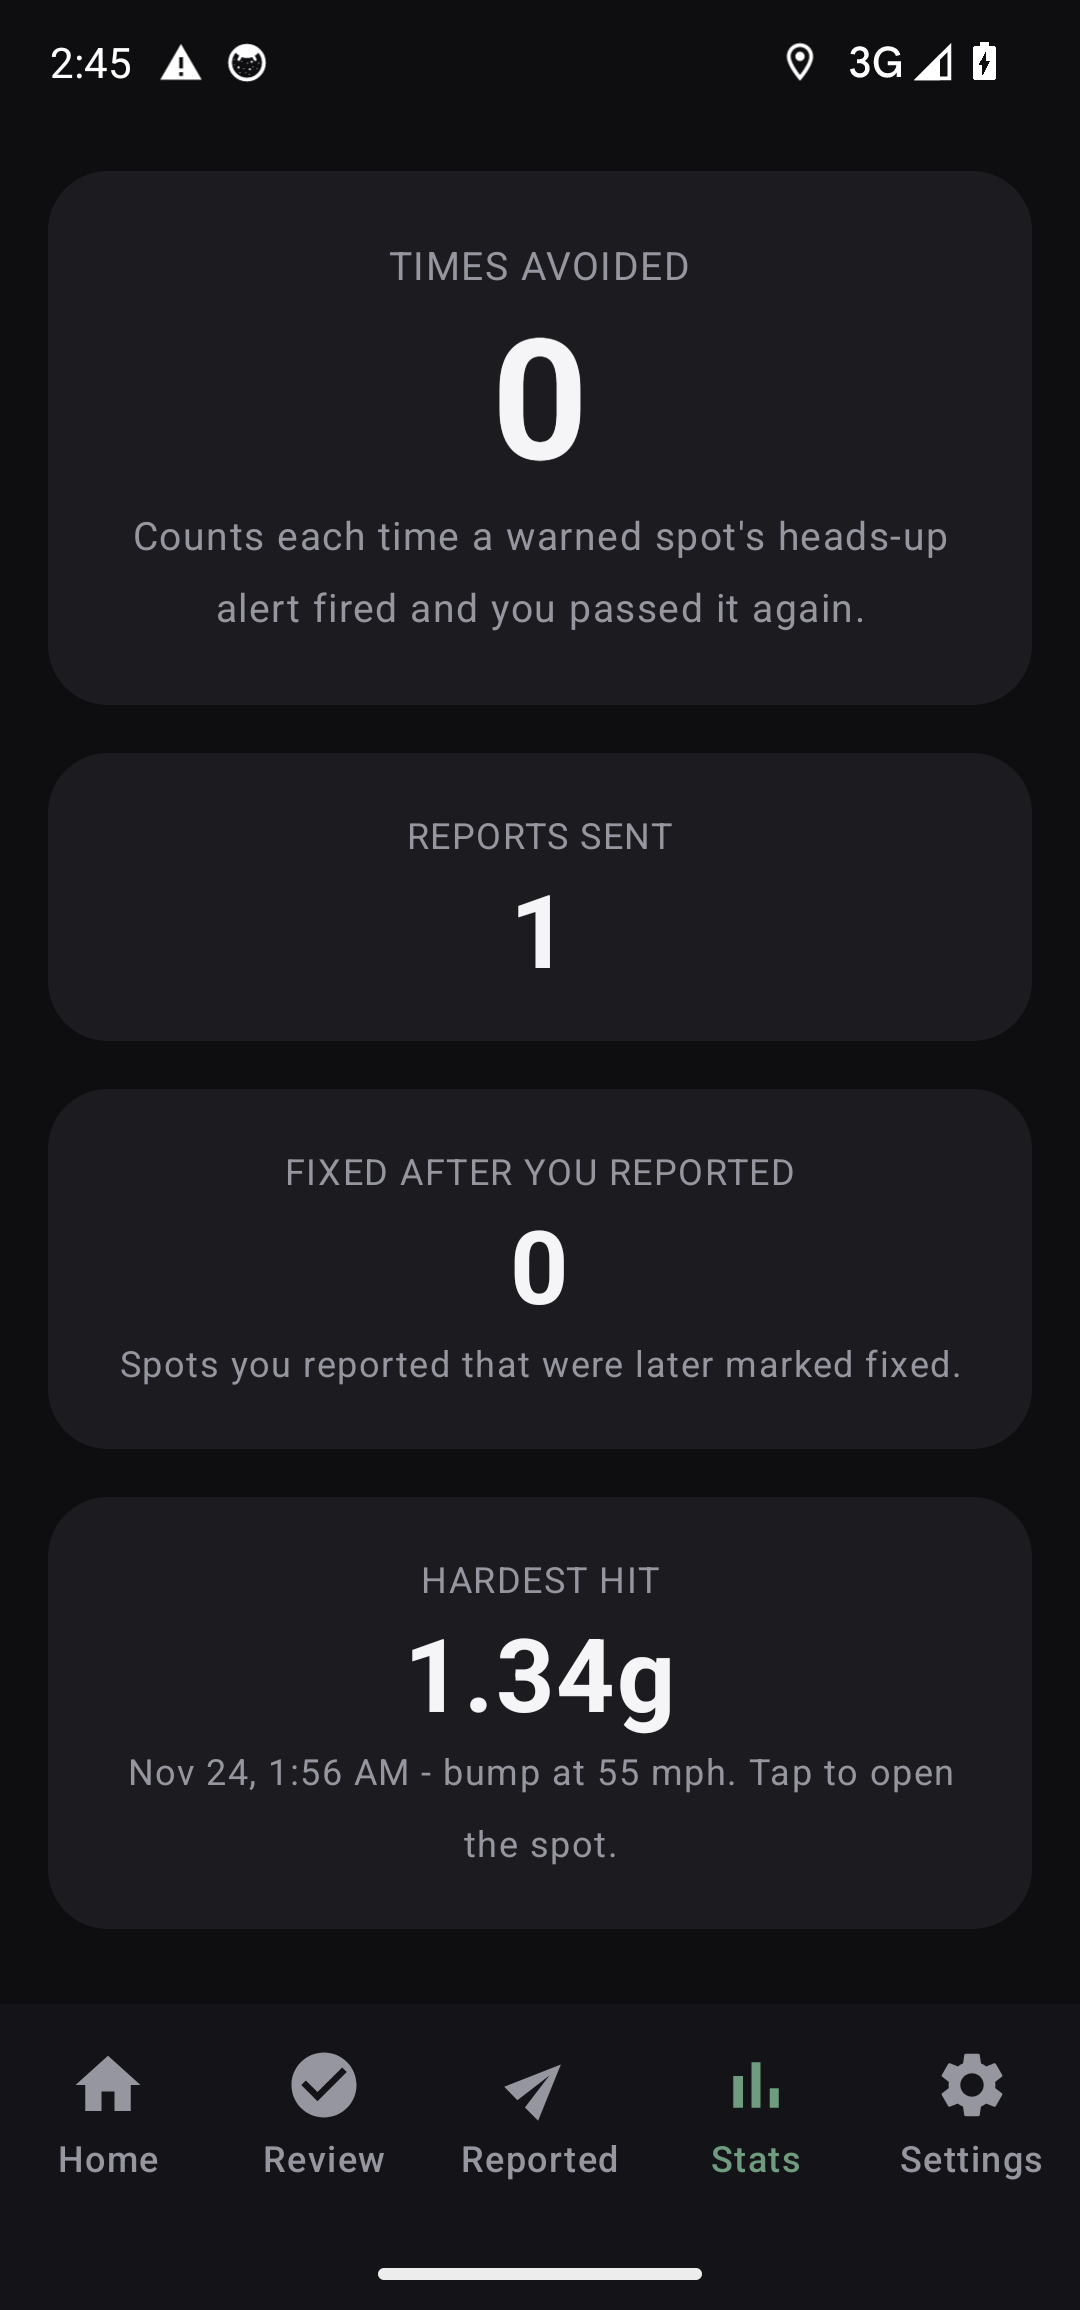 2:45
3G
TIMES AVOIDED
0
Counts each time a warned spot's heads-up
alert fired and you passed it again.
REPORTS SENT
1
FIXED AFTER YOU REPORTED
0
Spots you reported that were later marked fixed.
HARDEST HIT
1.34g
Nov 24, 1:56 AM - bump at 55 mph. Tap to open
the spot.
Home
Review
Reported
Stats
Settings